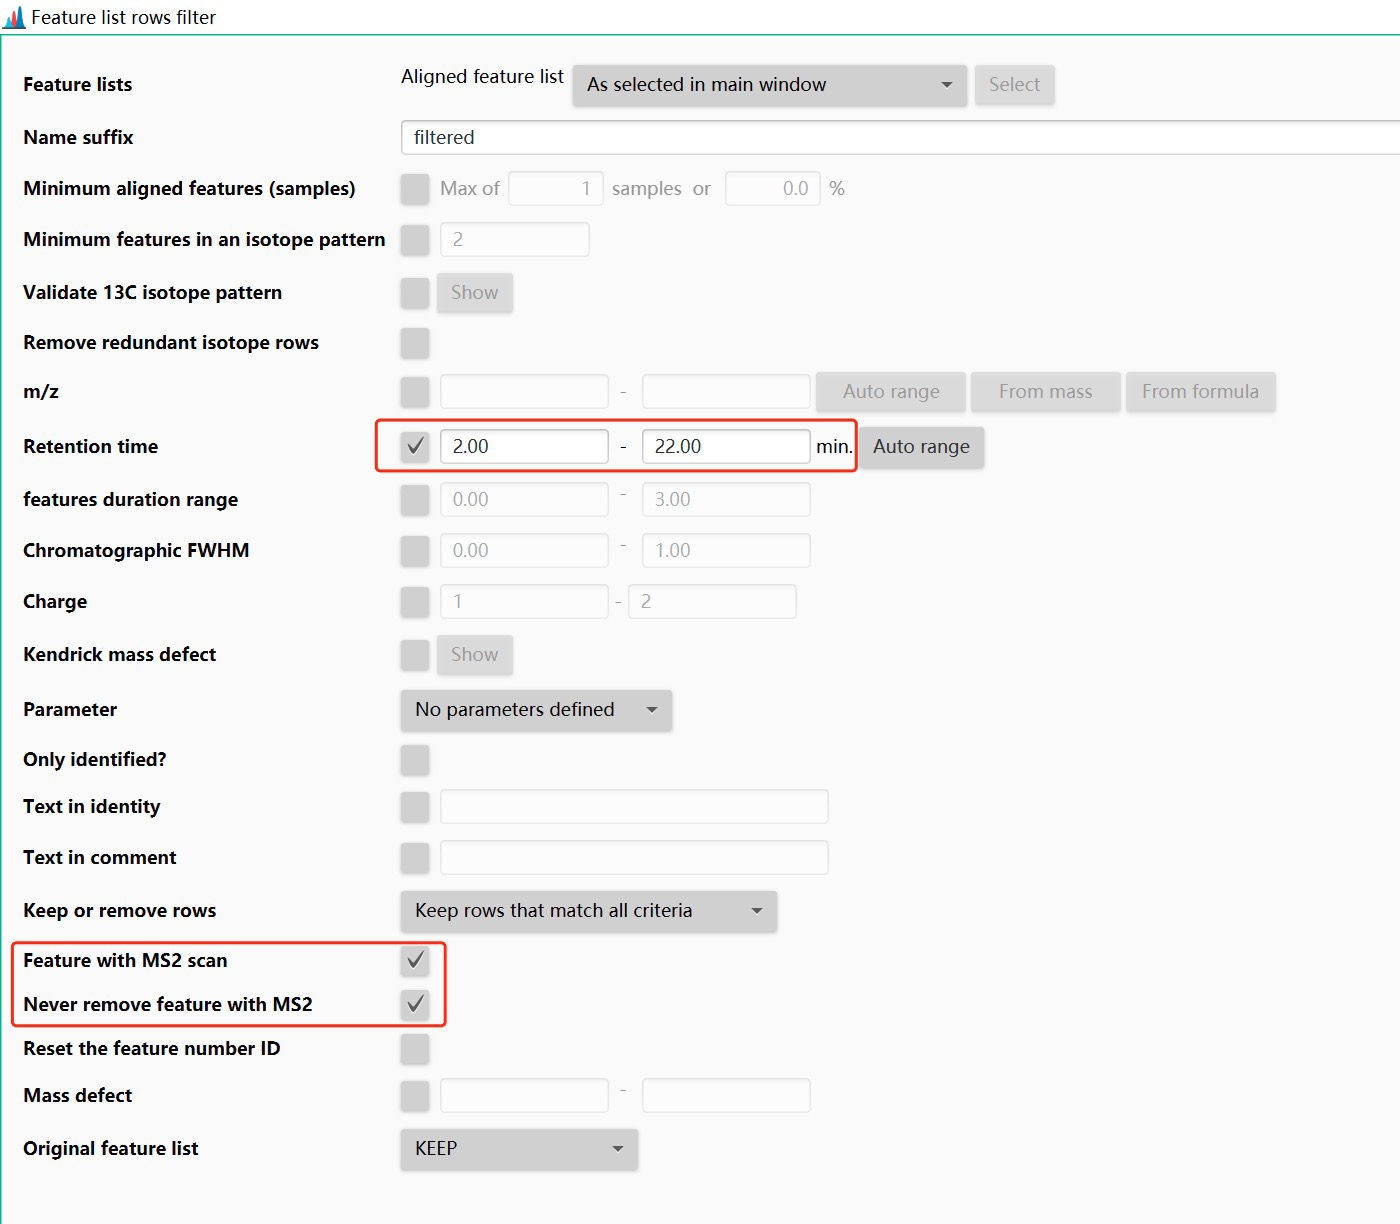 Feature list rows filter
Feature lists Aligned feature list As selected in main window Select
Name suffix filtered
Minimum aligned features (samples) Max of 1 samples or 0.0 %
Minimum features in an isotope pattern 2
Validate 13C isotope pattern Show
Remove redundant isotope rows
m/z - Auto range From mass From formula
Retention time 2.00 - 22.00 min. Auto range
features duration range 0.00 - 3.00
Chromatographic FWHM 0.00 - 1.00
Charge 1 - 2
Kendrick mass defect Show
Parameter No parameters defined
Only identified?
Text in identity
Text in comment
Keep or remove rows Keep rows that match all criteria
Feature with MS2 scan
Never remove feature with MS2
Reset the feature number ID
Mass defect -
Original feature list KEEP